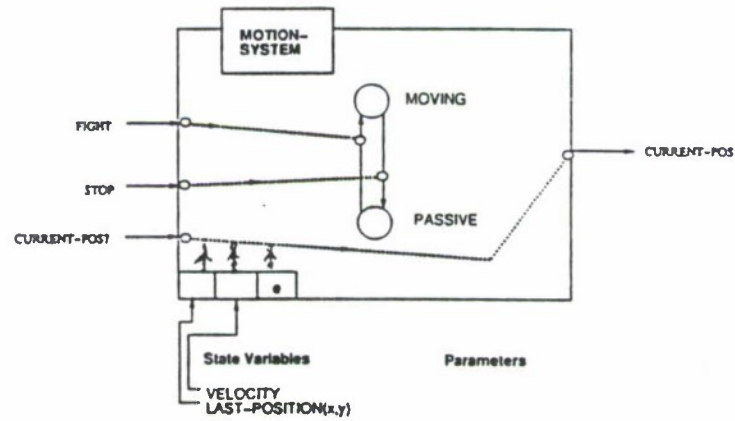 MOTION-
SYSTEM
MOVING
FIGHT
CURRENT-POS
STOP
PASSIVE
CURRENT-POS?
e
State Variables
Parameters
VELOCITY
LAST-POSITION(x,y)